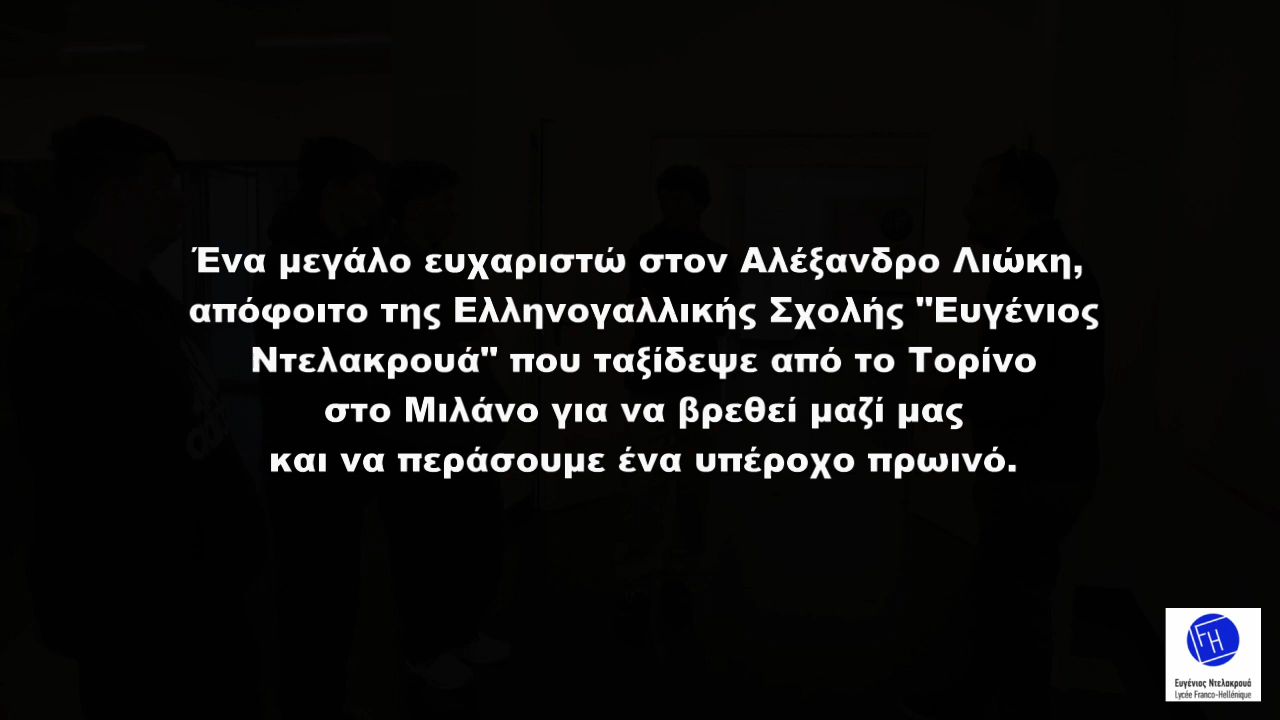 Ένα μεγάλο ευχαριστώ στον Αλέξανδρο Λιώκη,
απόφοιτο της Ελληνογαλλικής Σχολής "Ευγένιος
Ντελακρουά" που ταξίδεψε από το Τορίνο
στο Μιλάνο για να βρεθεί μαζί μας
και να περάσουμε ένα υπέροχο πρωινό.
FH
Ευγένιος Ντελακρουά
Lycée Franco-Hellénique